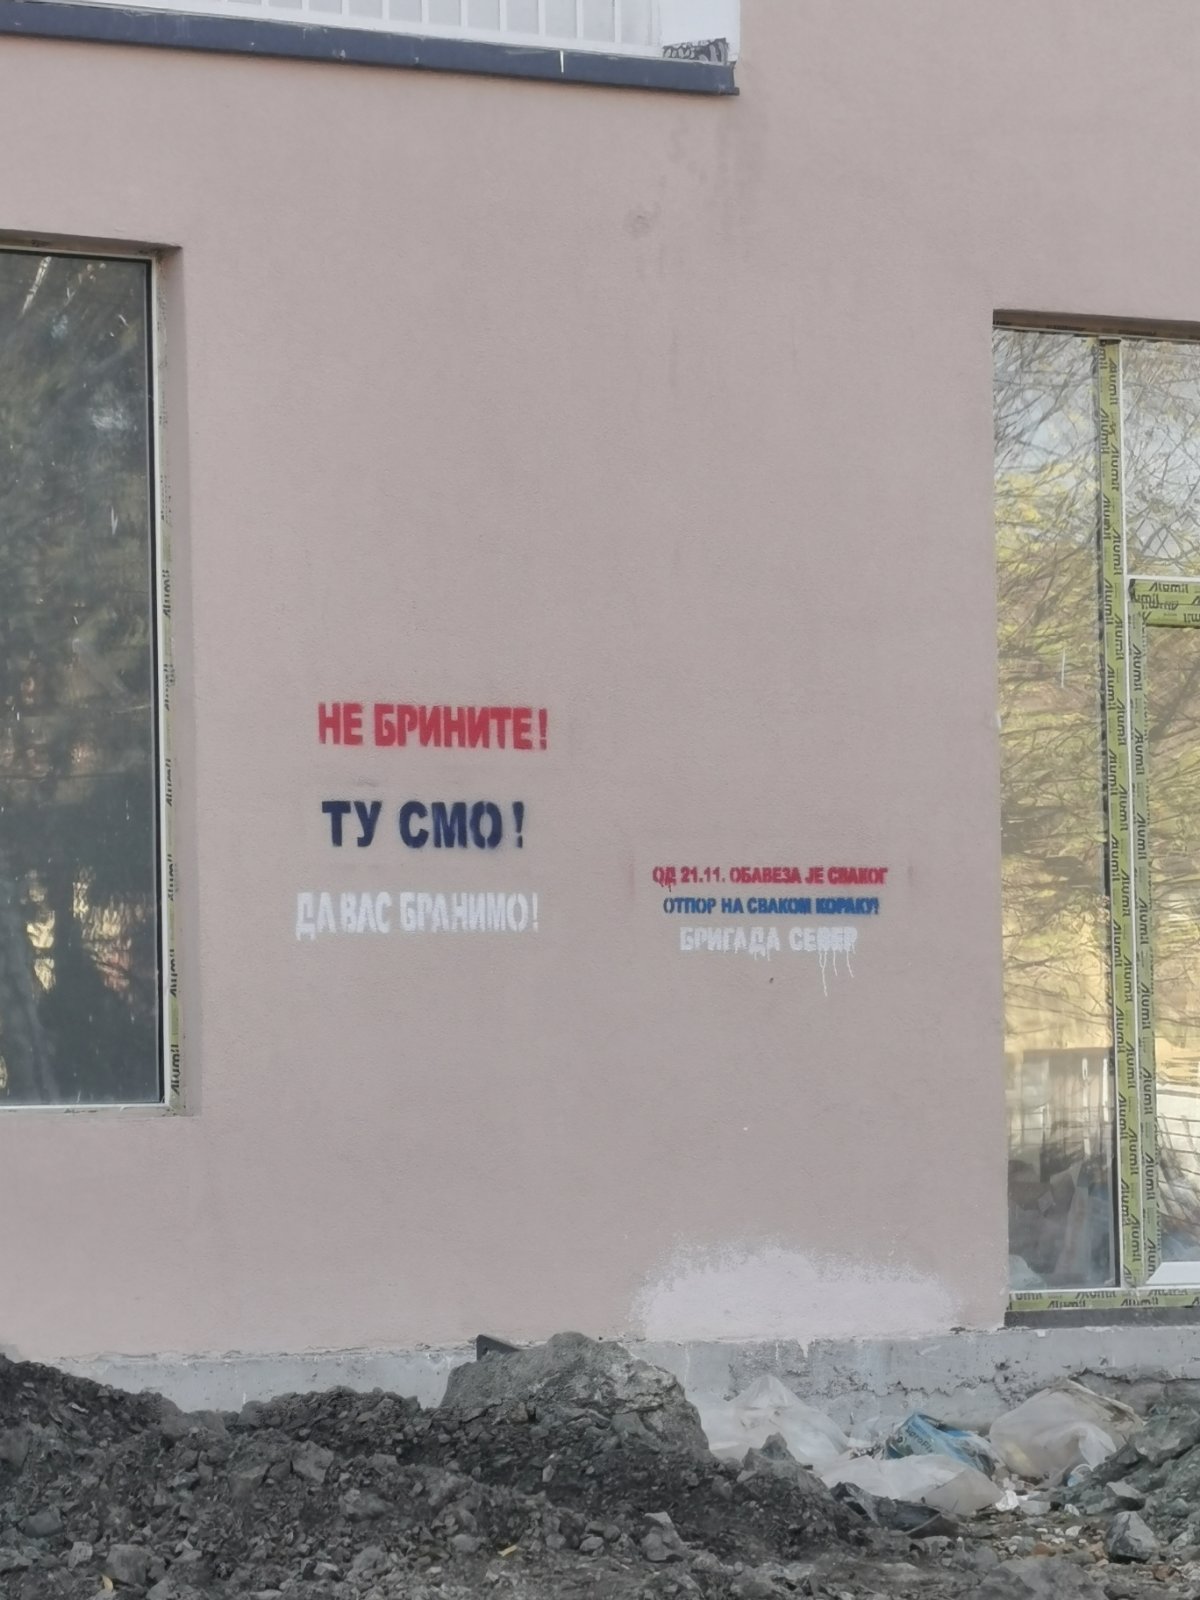 НЕ БРИНИТЕ!
ТУ СМО!
ДА ВАС БРАНИМО!
ОД 21.11. ОБАВЕЗА ЈЕ СВАКОГ
ОТПОР НА СВАКОМ КОРАКУ!
БРИГАДА СЕВЕР
Alumil